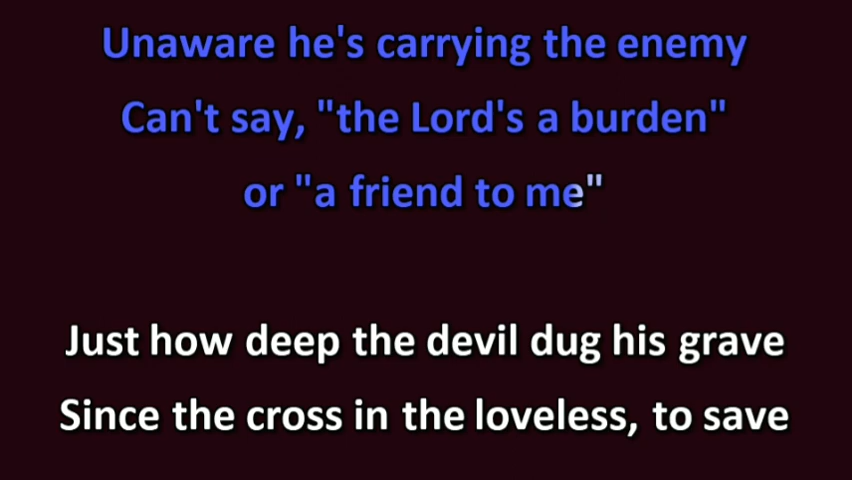 Unaware he's carrying the enemy
Can't say, "the Lord's a burden"
or "a friend to me"
Just how deep the devil dug his grave
Since the cross in the loveless, to save